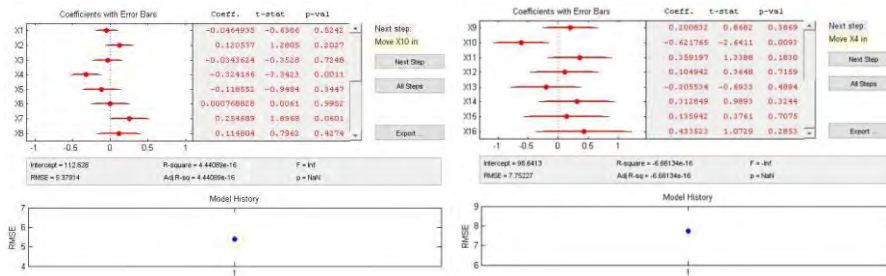 Coefficients with Error Bars Coeff. t-stat p-val
X1 -0.0464938 -0.6386 0.5242 Next step:
X2 0.120537 1.2805 0.2027 Move X10 in
X3 -0.0343624 -0.3528 0.7248
X4 -0.324166 -3.3423 0.0011 Next Step
X5 -0.118552 -0.9484 0.3447 All Steps
X6 0.000768828 0.0061 0.9952
X7 0.254689 1.8968 0.0601
X8 0.114804 0.7962 0.4274 Export ...
-1 -0.5 0 0.5 1
Intercept = 112.628 R-square = 4.44089e-16 F = Inf
RMSE = 5.37914 Adj R-sq = 4.44089e-16 p = NaN
Model History
RMSE
7
6
5
4
1
Coefficients with Error Bars Coeff. t-stat p-val
X9 0.200832 0.8682 0.3869 Next step:
X10 -0.621765 -2.6411 0.0093 Move X4 in
X11 0.359197 1.3388 0.1830
X12 0.104942 0.3648 0.7159 Next Step
X13 -0.205534 -0.6933 0.4894 All Steps
X14 0.312849 0.9893 0.3244
X15 0.135942 0.3761 0.7075
X16 0.433523 1.0729 0.2853 Export ...
-1 -0.5 0 0.5 1
Intercept = 96.6413 R-square = -6.66134e-16 F = -Inf
RMSE = 7.75227 Adj R-sq = -6.66134e-16 p = NaN
Model History
RMSE
9
8
7
6
1